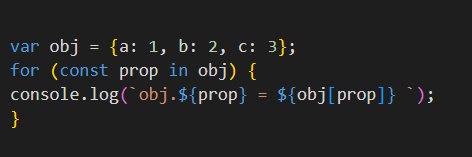 var obj = {a: 1, b: 2, c: 3};
for (const prop in obj) {
console.log(`obj.${prop} = ${obj[prop]} `);
}